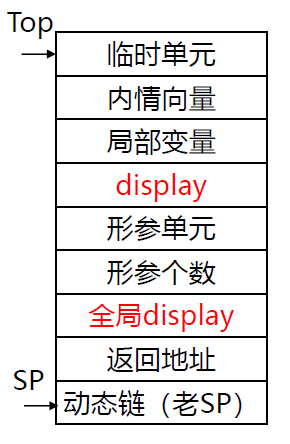 Top
临时单元
内情向量
局部变量
display
形参单元
形参个数
全局display
返回地址
SP
动态链（老SP）